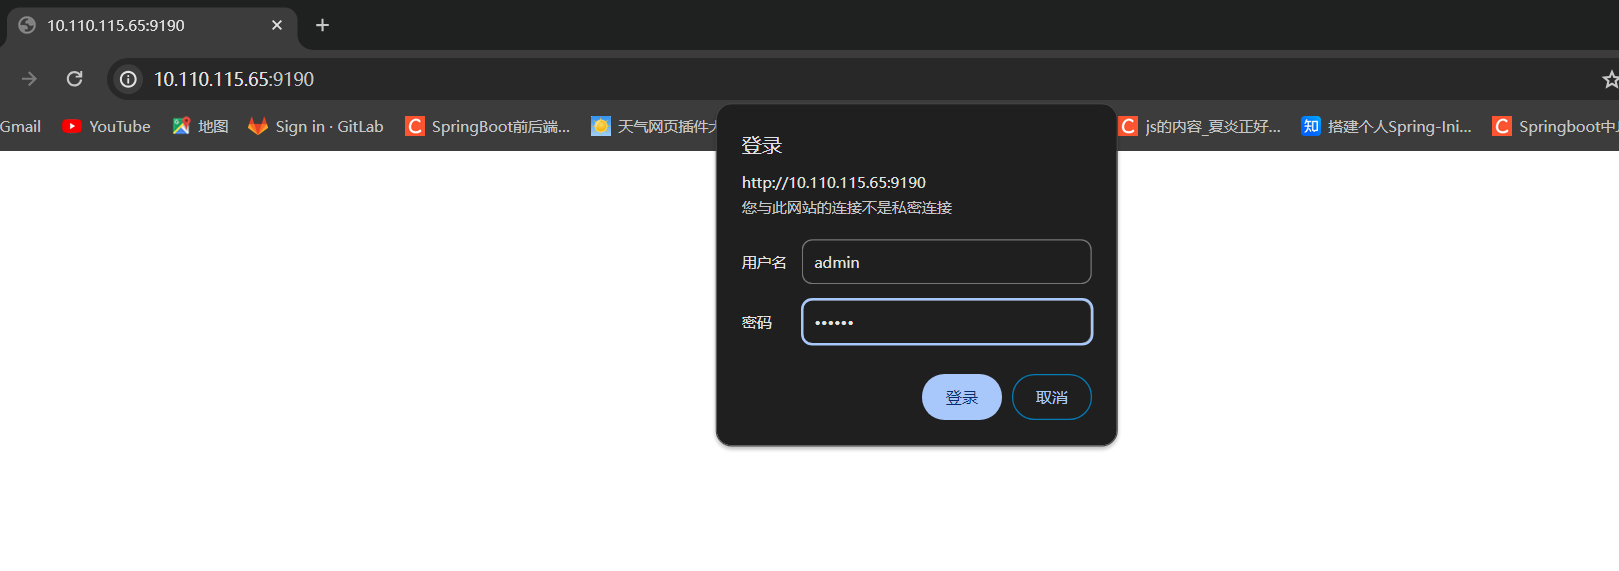 10.110.115.65:9190
10.110.115.65:9190
Gmail YouTube 地图 Sign in · GitLab SpringBoot前后端... 天气网页插件 js的内容_夏炎正好... 搭建个人Spring-Ini... Springboot中
登录
http://10.110.115.65:9190
您与此网站的连接不是私密连接
用户名 admin
密码 ••••••
登录 取消